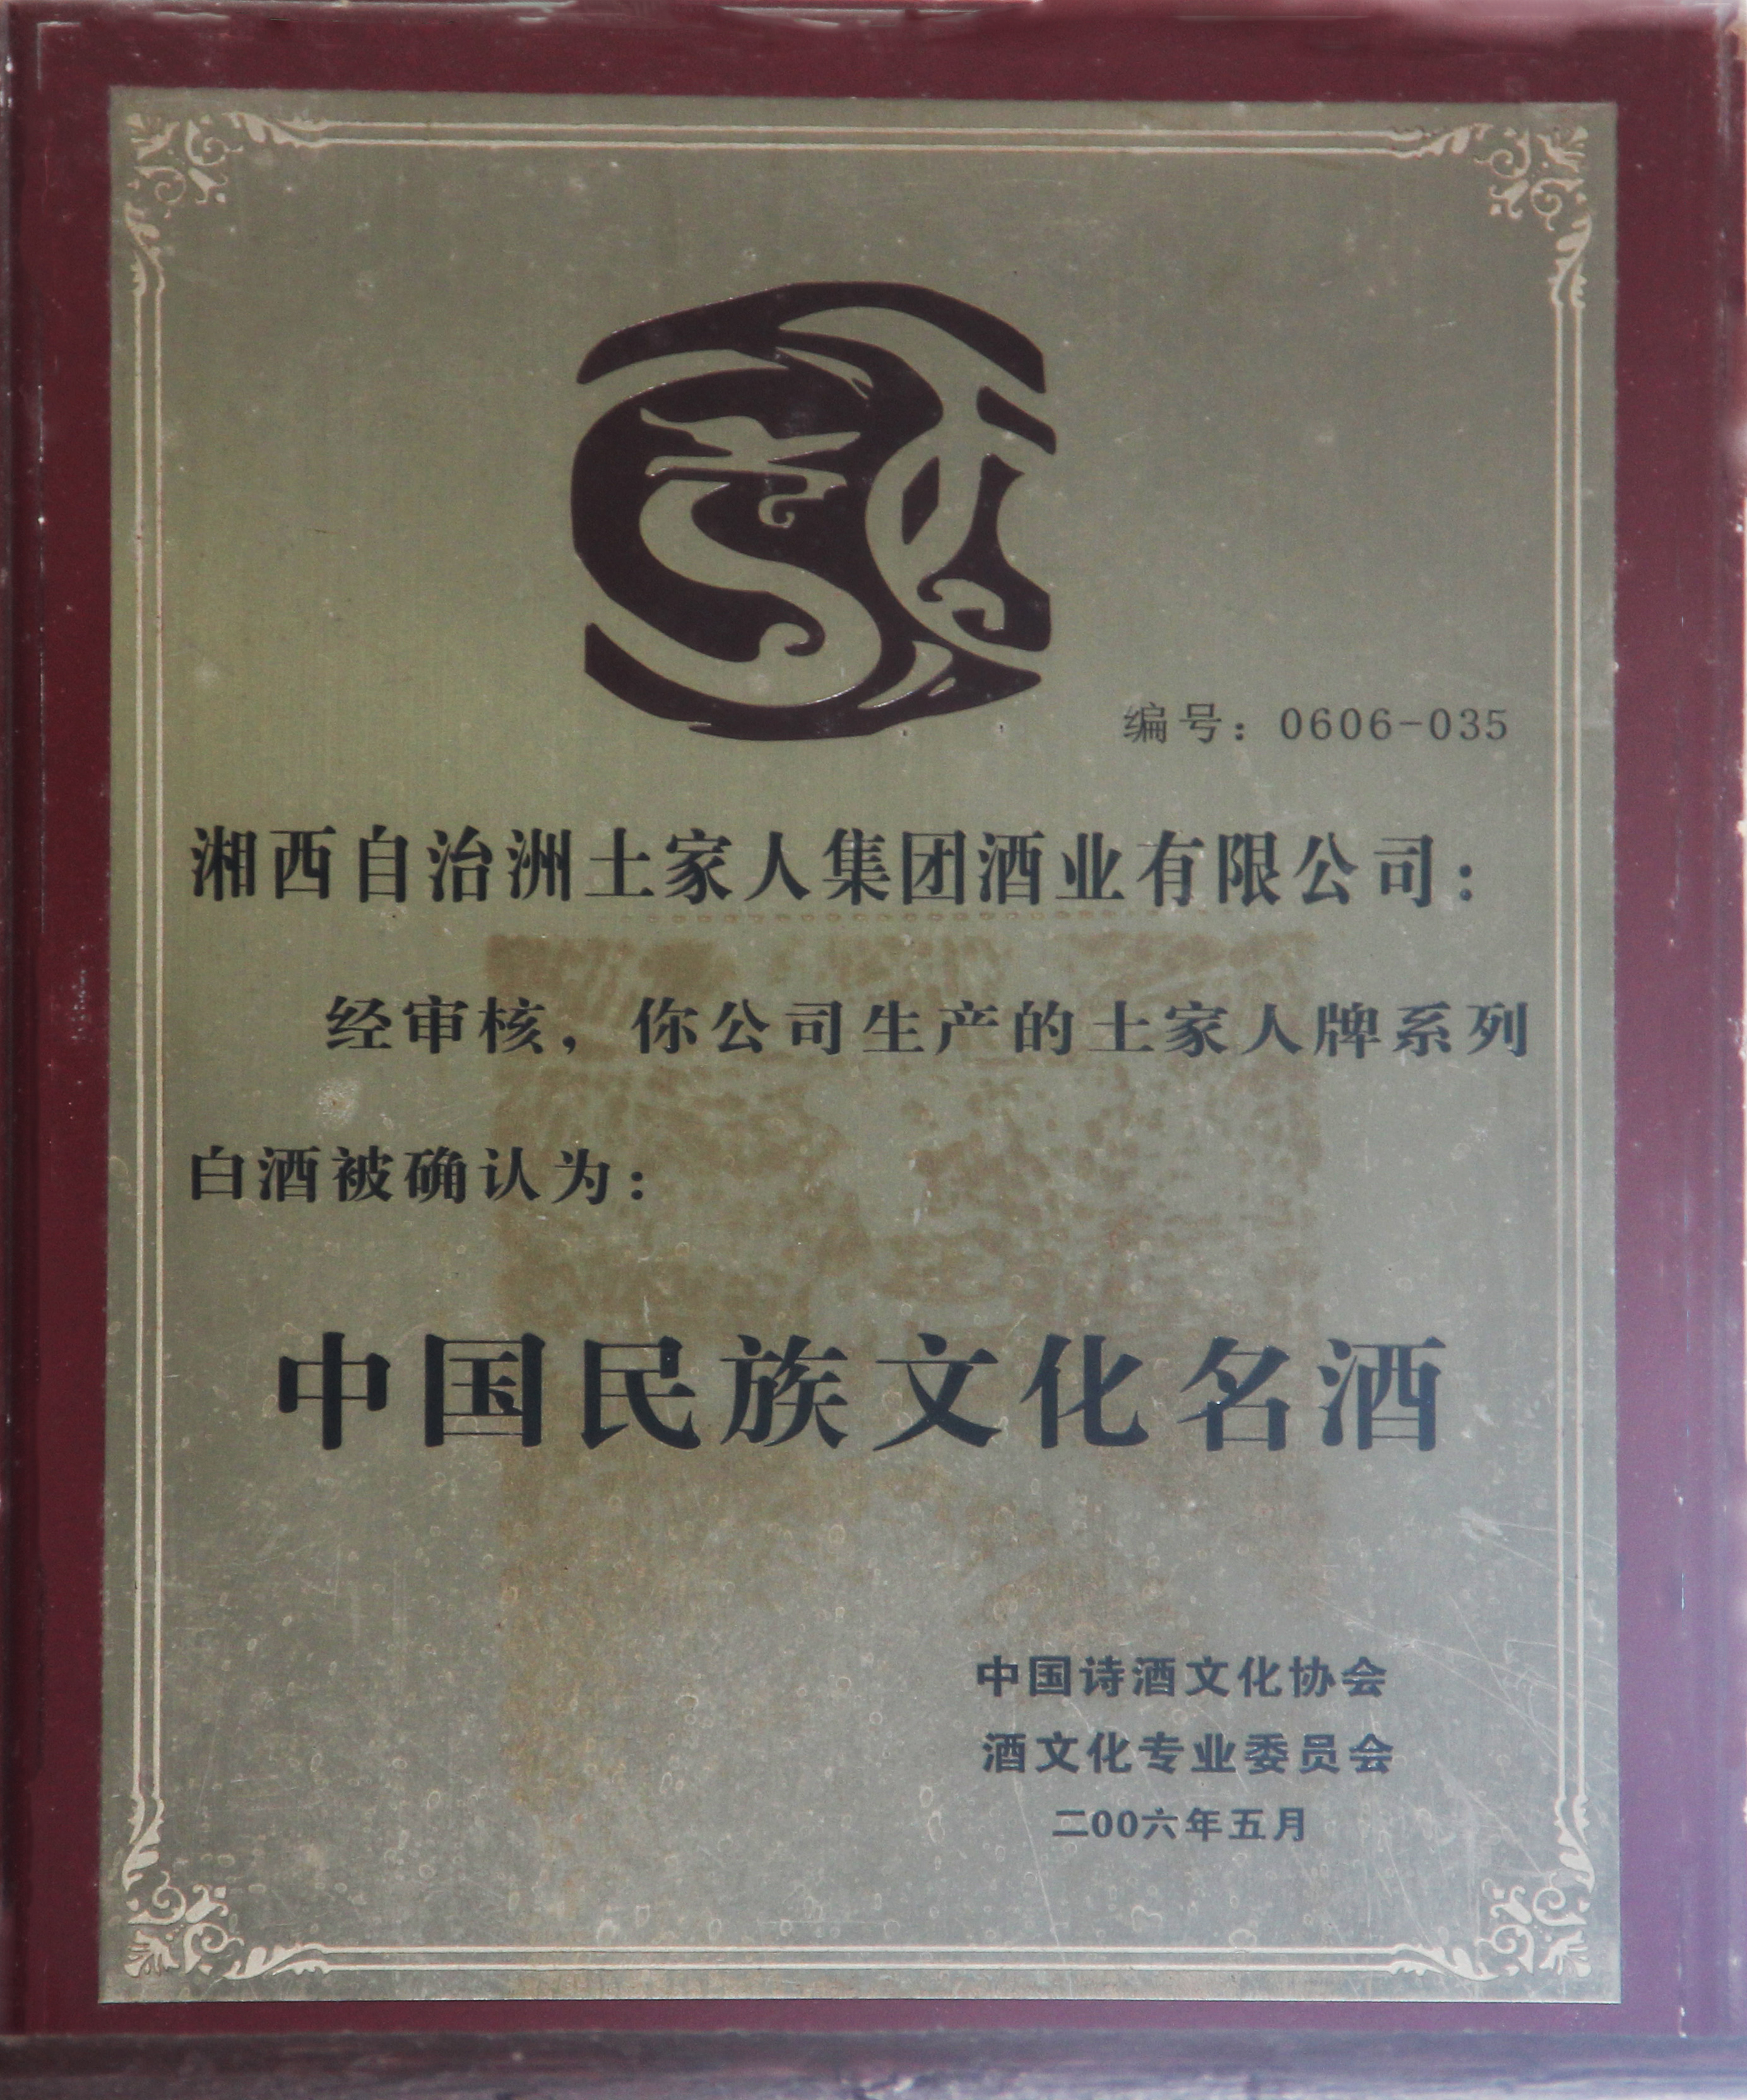 编号：0606-035
湘西自治洲土家人集团酒业有限公司：
经审核，你公司生产的土家人牌系列
白酒被确认为：
中国民族文化名酒
中国诗酒文化协会
酒文化专业委员会
二00六年五月